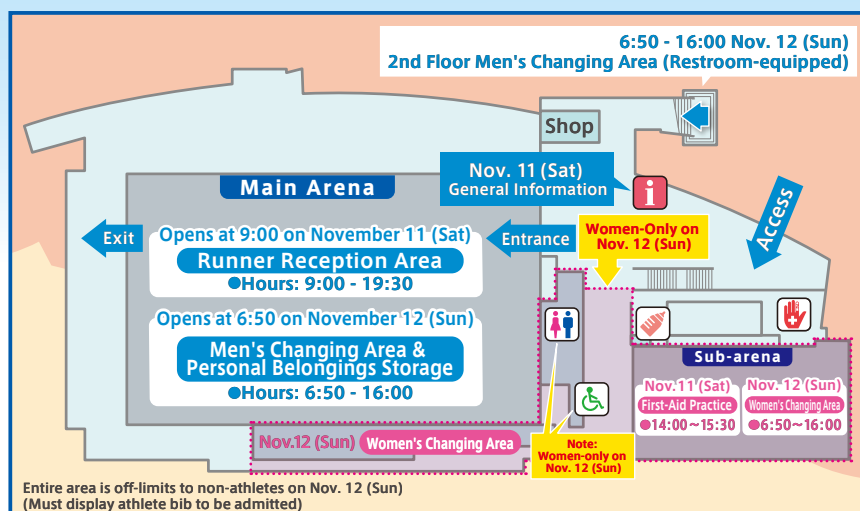 6:50 - 16:00 Nov. 12 (Sun)
2nd Floor Men's Changing Area (Restroom-equipped)
Shop
Nov. 11 (Sat)
General Information
i
Main Arena
Access
Exit
Opens at 9:00 on November 11 (Sat)
Entrance
Women-Only on
Nov. 12 (Sun)
Runner Reception Area
●Hours: 9:00 - 19:30
Opens at 6:50 on November 12 (Sun)
Men's Changing Area &
Personal Belongings Storage
●Hours: 6:50 - 16:00
Sub-arena
Nov.11 (Sat)
First-Aid Practice
●14:00~15:30
Nov. 12 (Sun)
Women's Changing Area
●6:50~16:00
Nov.12 (Sun) Women's Changing Area
Note:
Women-only on
Nov. 12 (Sun)
Entire area is off-limits to non-athletes on Nov. 12 (Sun)
(Must display athlete bib to be admitted)